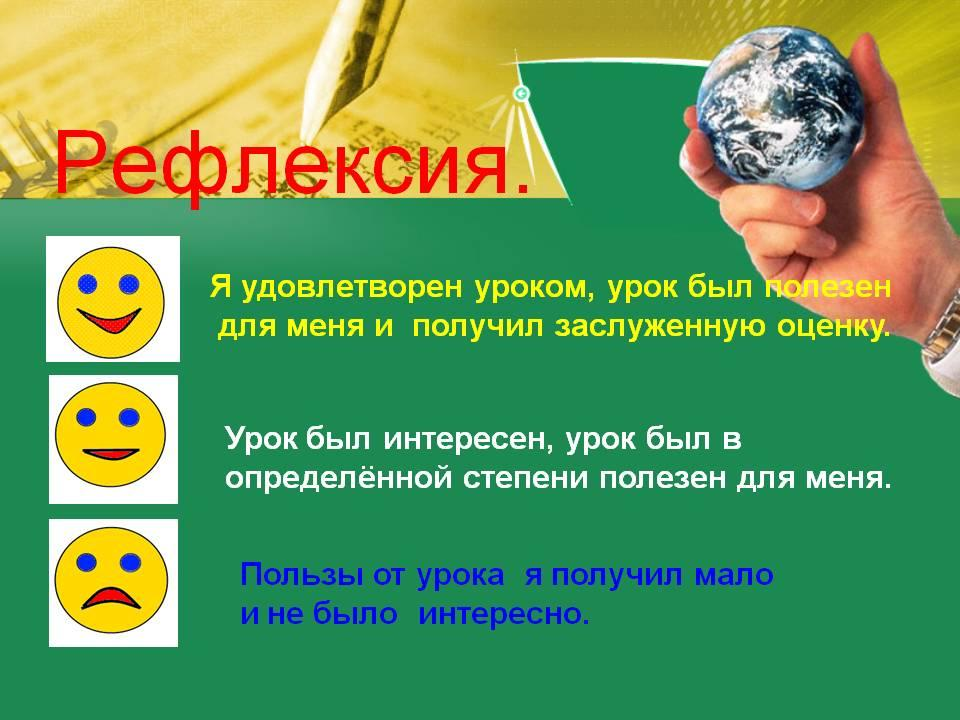 Рефлексия.
Я удовлетворен уроком, урок был полезен
для меня и получил заслуженную оценку.
Урок был интересен, урок был в
определённой степени полезен для меня.
Пользы от урока я получил мало
и не было интересно.